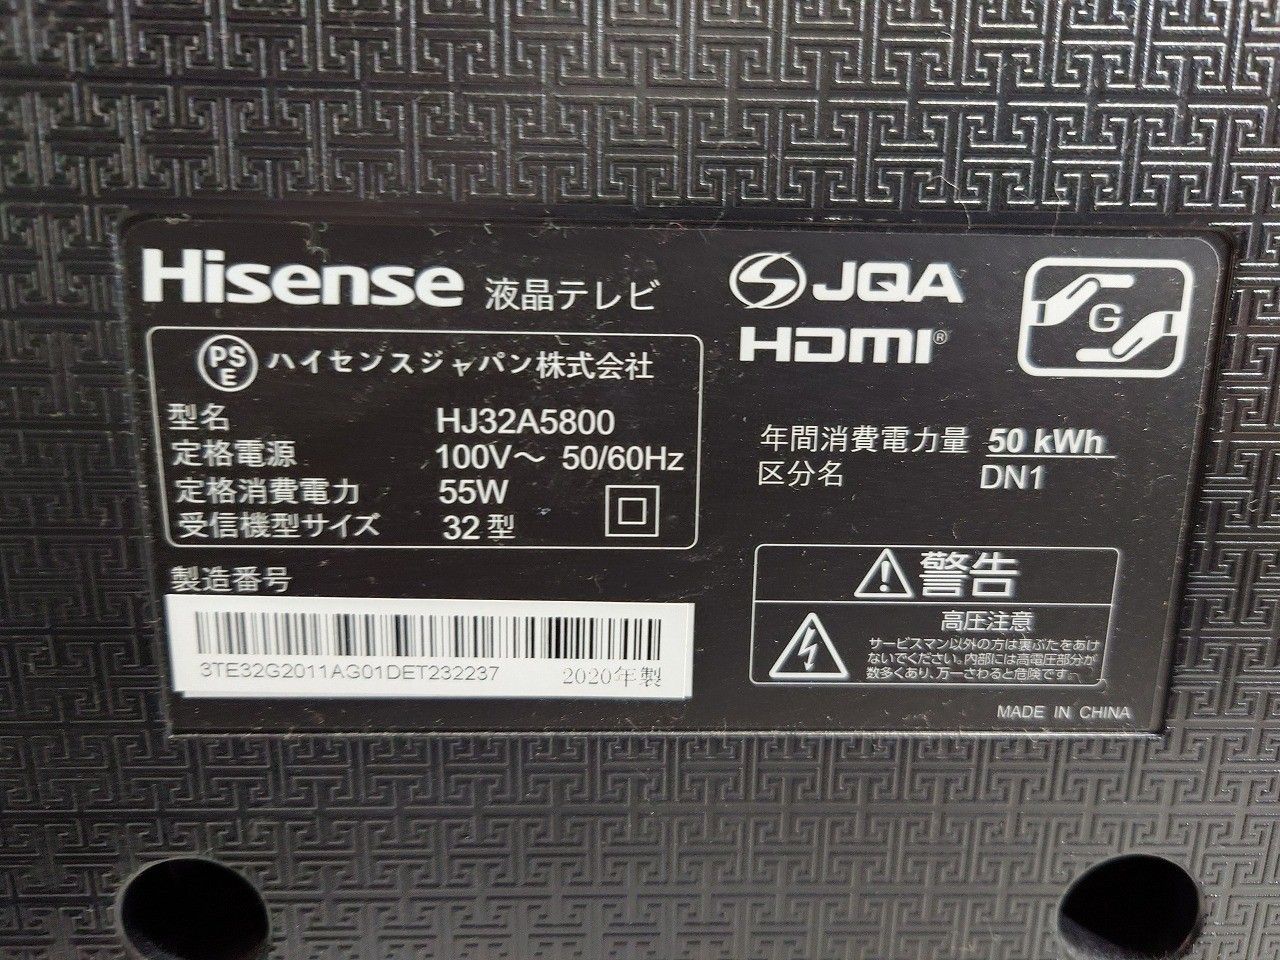 Hisense 液晶テレビ
PSE ハイセンスジャパン株式会社
型名 HJ32A5800
定格電源 100V～ 50/60Hz
定格消費電力 55W
受信機型サイズ 32型
製造番号
3TE32G2011AG01DET232237 2020年製
JQA
HDMI®
G
年間消費電力量 50 kWh
区分名 DN1
警告
高圧注意
サービスマン以外の方は裏ぶたをあけ
ないでください。内部には高電圧部分が
数多くあり、万一さわると危険です。
MADE IN CHINA